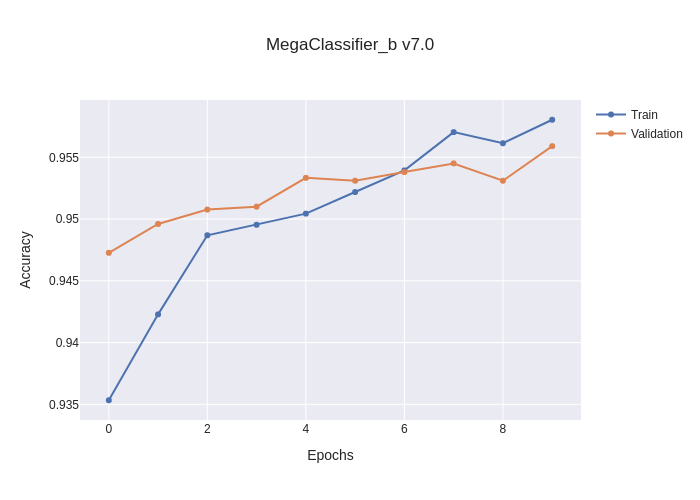 MegaClassifier_b v7.0
Train
Validation
Accuracy
0.955
0.95
0.945
0.94
0.935
0 2 4 6 8
Epochs